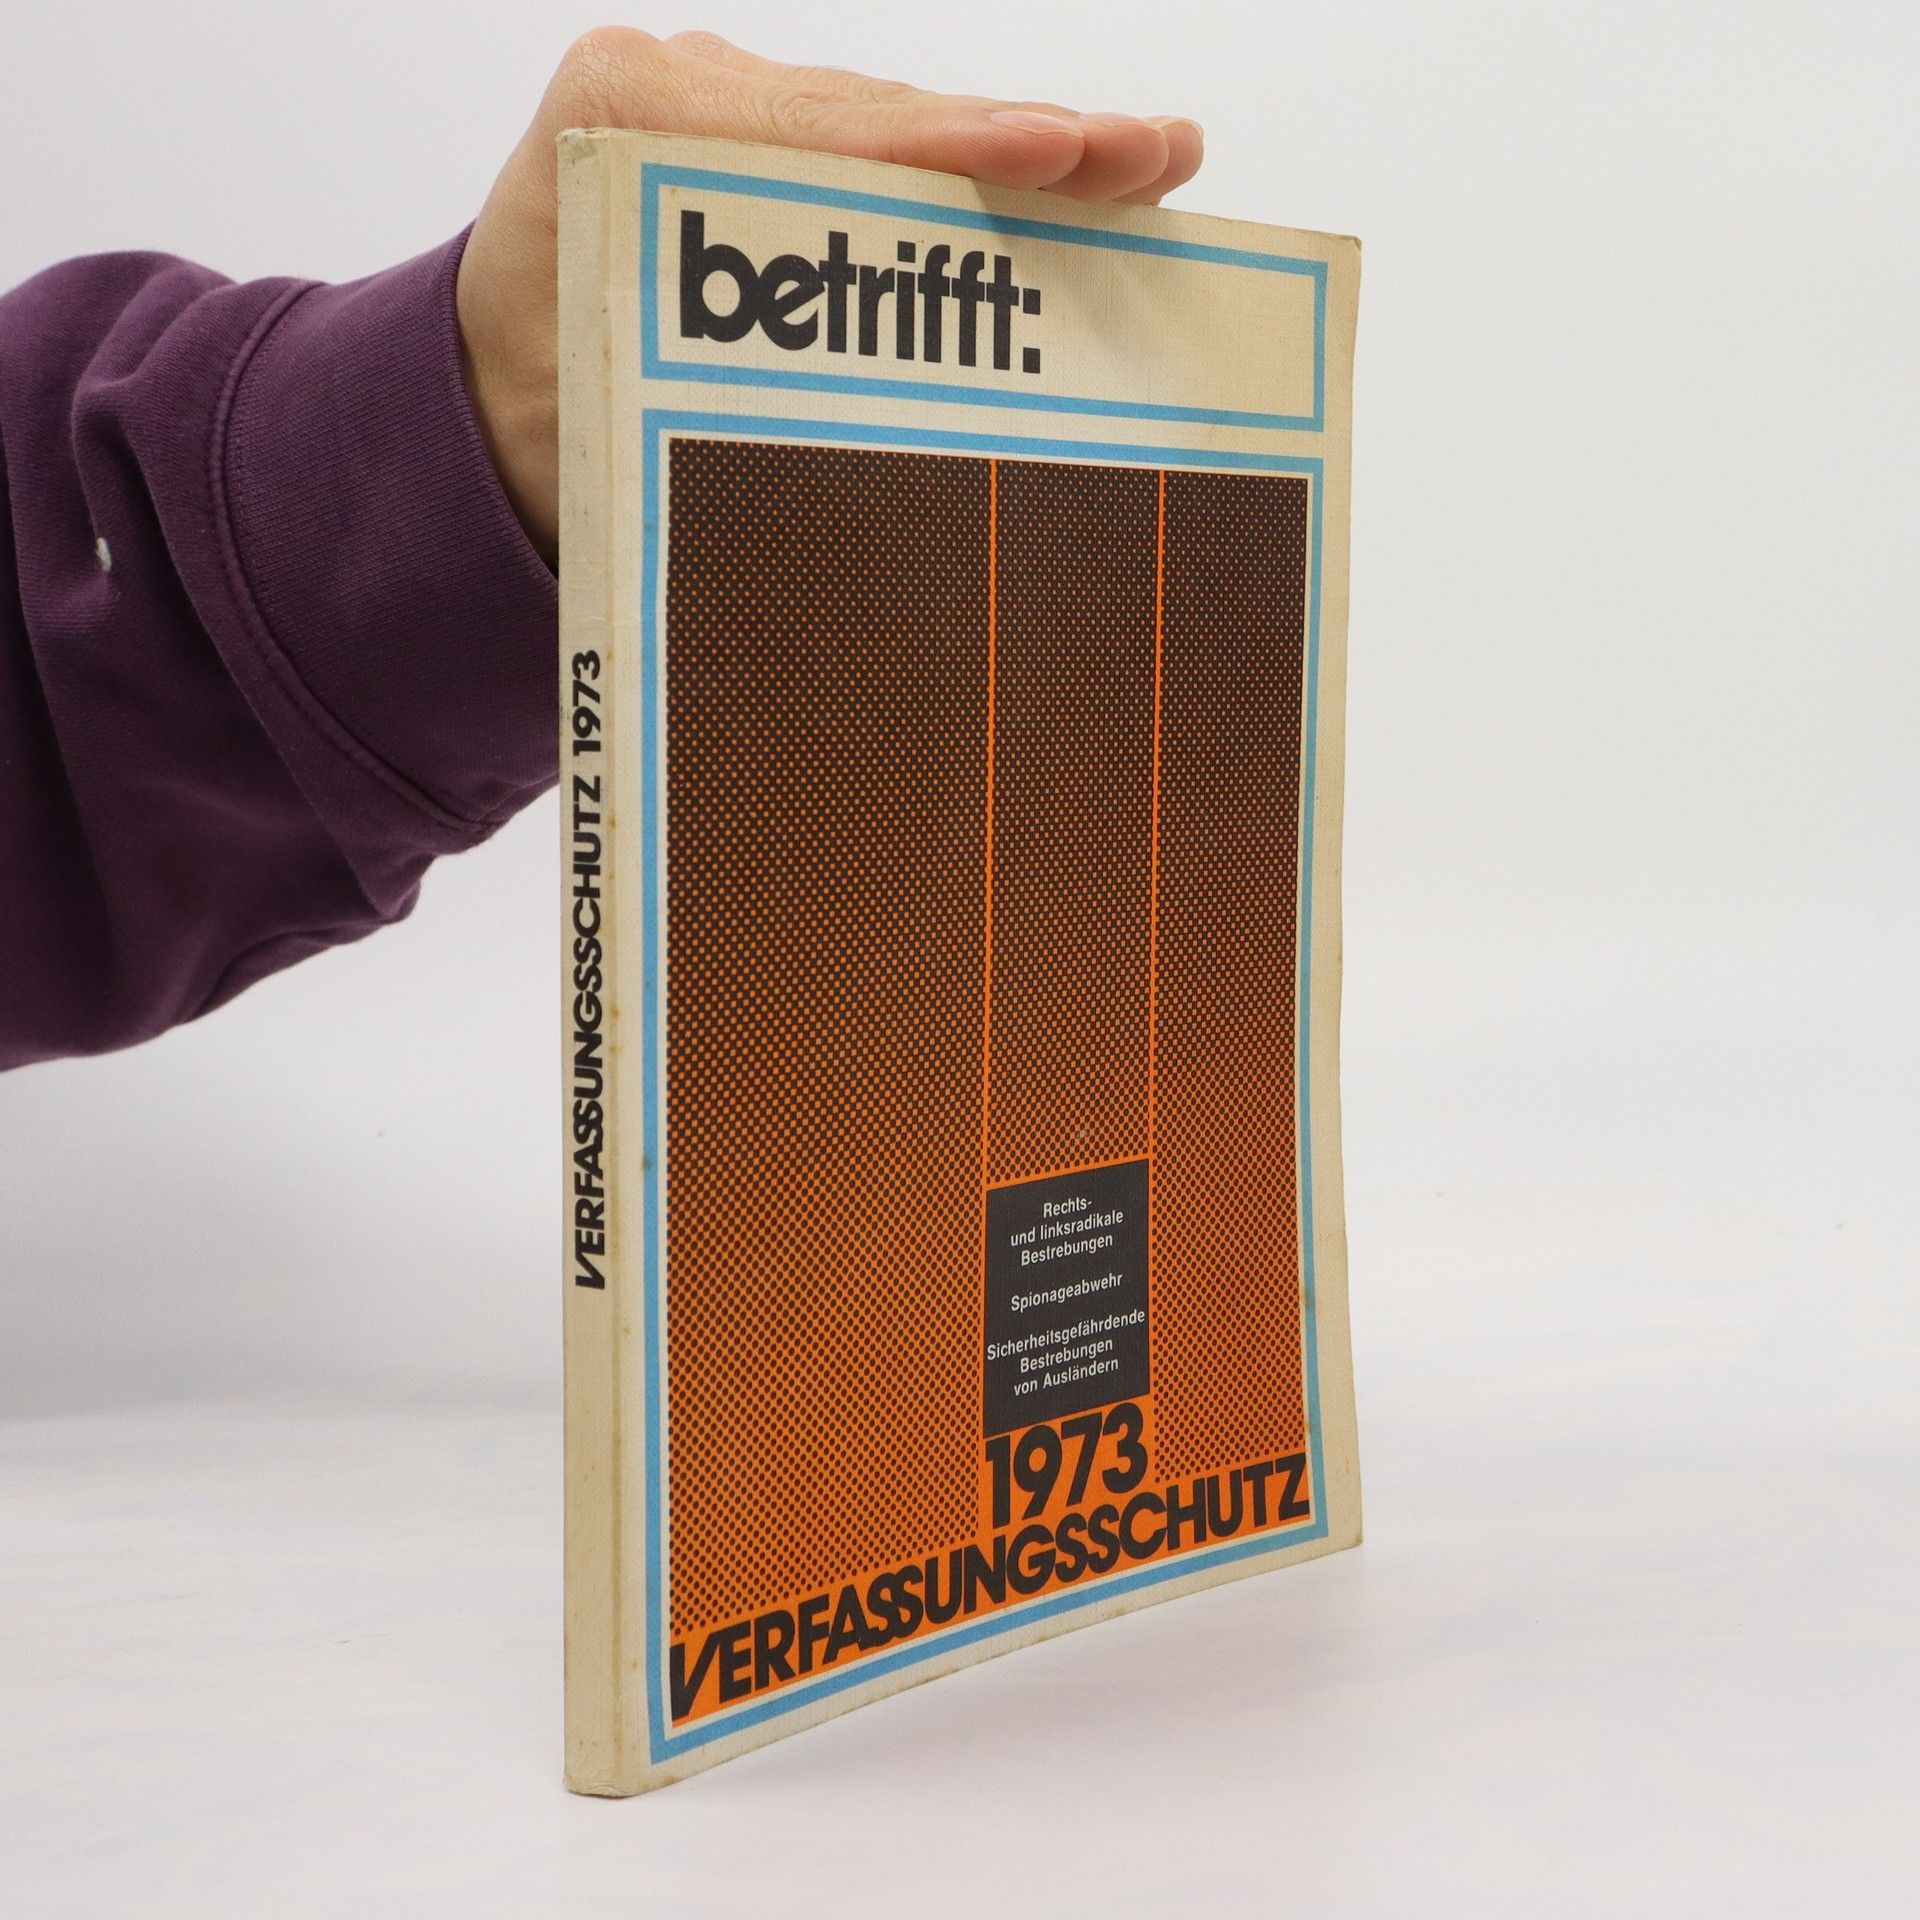 betrifft:
Rechts-
und linksradikale
Bestrebungen
Spionageabwehr
Sicherheitsgefährdende
Bestrebungen
von Ausländern
1973
VERFASSUNGSSCHUTZ
VERFASSUNGSSCHUTZ 1973